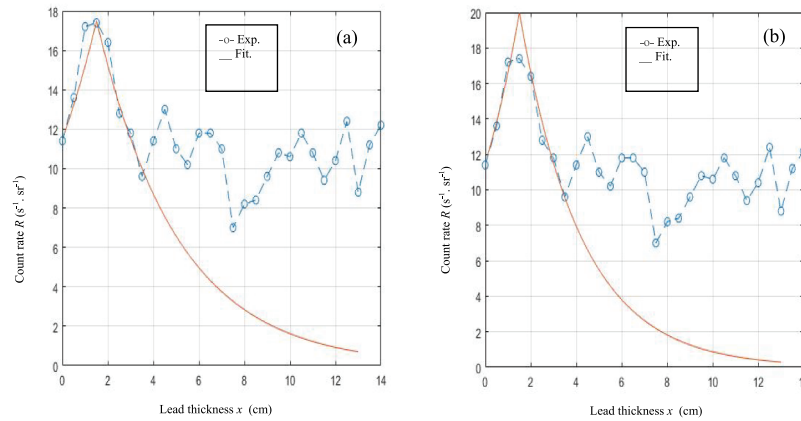 18
16
14
12
10
8
6
4
2
0
0 2 4 6 8 10 12 14
Count rate R (s⁻¹. sr⁻¹)
Lead thickness x (cm)
-o- Exp.
__ Fit.
(a)
20
18
16
14
12
10
8
6
4
2
0
0 2 4 6 8 10 12 14
Count rate R (s⁻¹. sr⁻¹)
Lead thickness x (cm)
-o- Exp.
__ Fit.
(b)